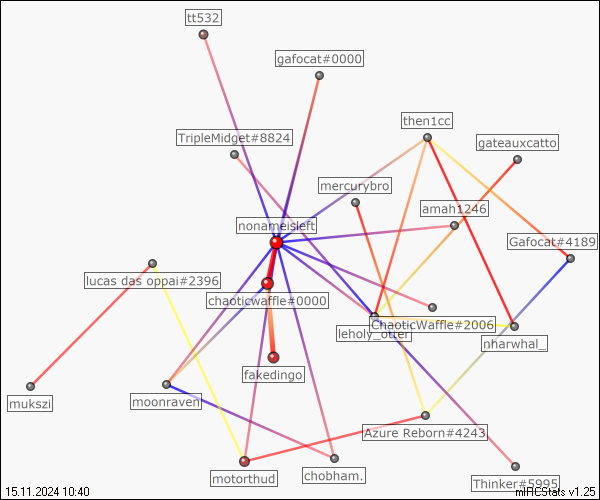 tt532
gafocat#0000
then1cc
TripleMidget#8824
gateauxcatto
mercurybro
amah1246
nonameisleft
Gafocat#4189
lucas das oppai#2396
chaoticwaffle#0000
ChaoticWaffle#2006
leholy_otter
nharwhal_
fakedingo
mukszi
moonraven
Azure Reborn#4243
motorthud
chobham.
Thinker#5995
15.11.2024 10:40
mIRCStats v1.25